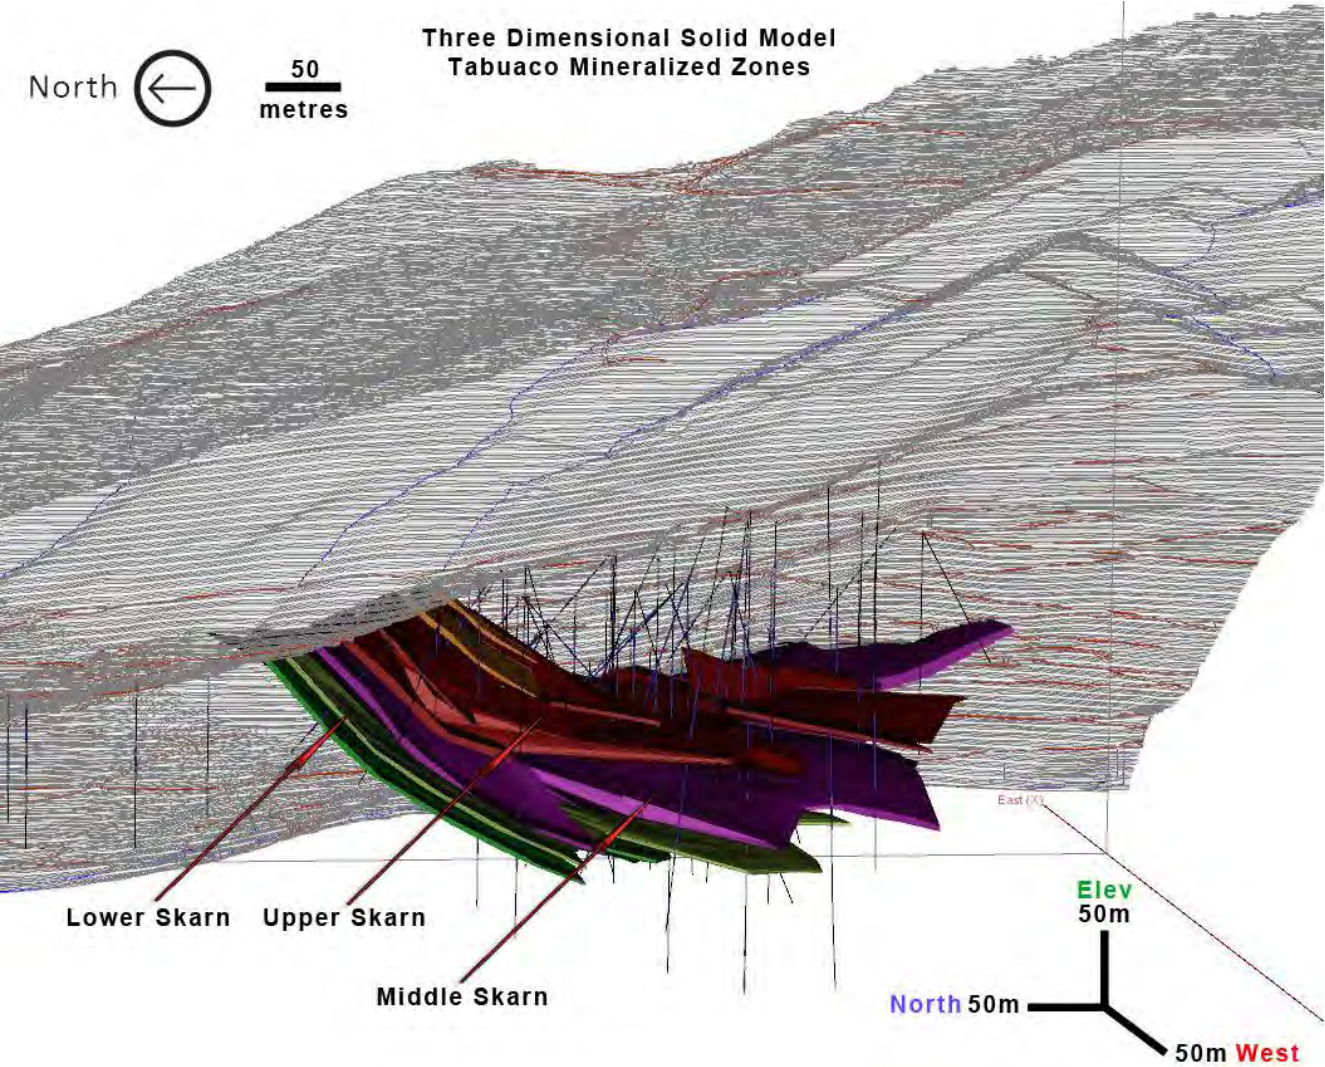 Three Dimensional Solid Model
Tabuaco Mineralized Zones
North
50
metres
East (X)
Lower Skarn
Upper Skarn
Middle Skarn
Elev
50m
North 50m
50m West